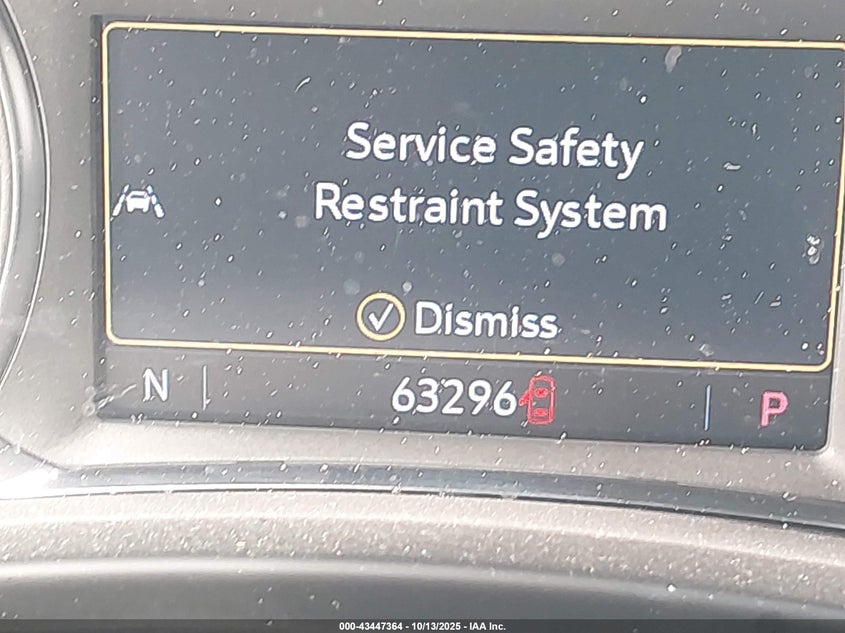 Service Safety
Restraint System
Dismiss
N 63296 P
000-43447364 - 10/13/2025 - IAA Inc.